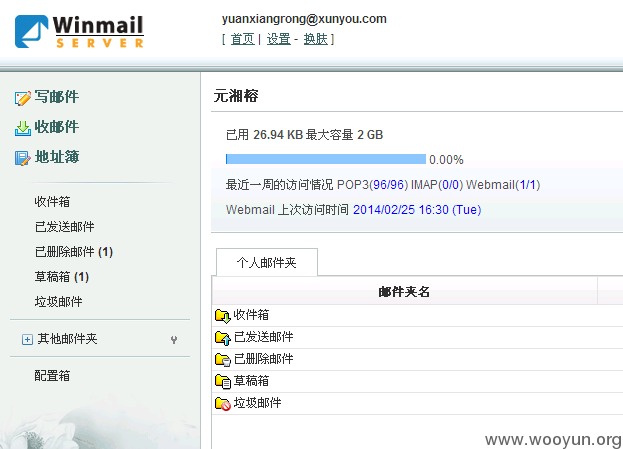 Winmail
SERVER
yuanxiangrong@xunyou.com
[ 首页 | 设置 - 换肤 ]
写邮件
收邮件
地址簿
收件箱
已发送邮件
已删除邮件 (1)
草稿箱 (1)
垃圾邮件
其他邮件夹
配置箱
元湘榕
已用 26.94 KB 最大容量 2 GB
0.00%
最近一周的访问情况 POP3(96/96) IMAP(0/0) Webmail(1/1)
Webmail 上次访问时间 2014/02/25 16:30 (Tue)
个人邮件夹
邮件夹名
收件箱
已发送邮件
已删除邮件
草稿箱
垃圾邮件
www.wooyun.org